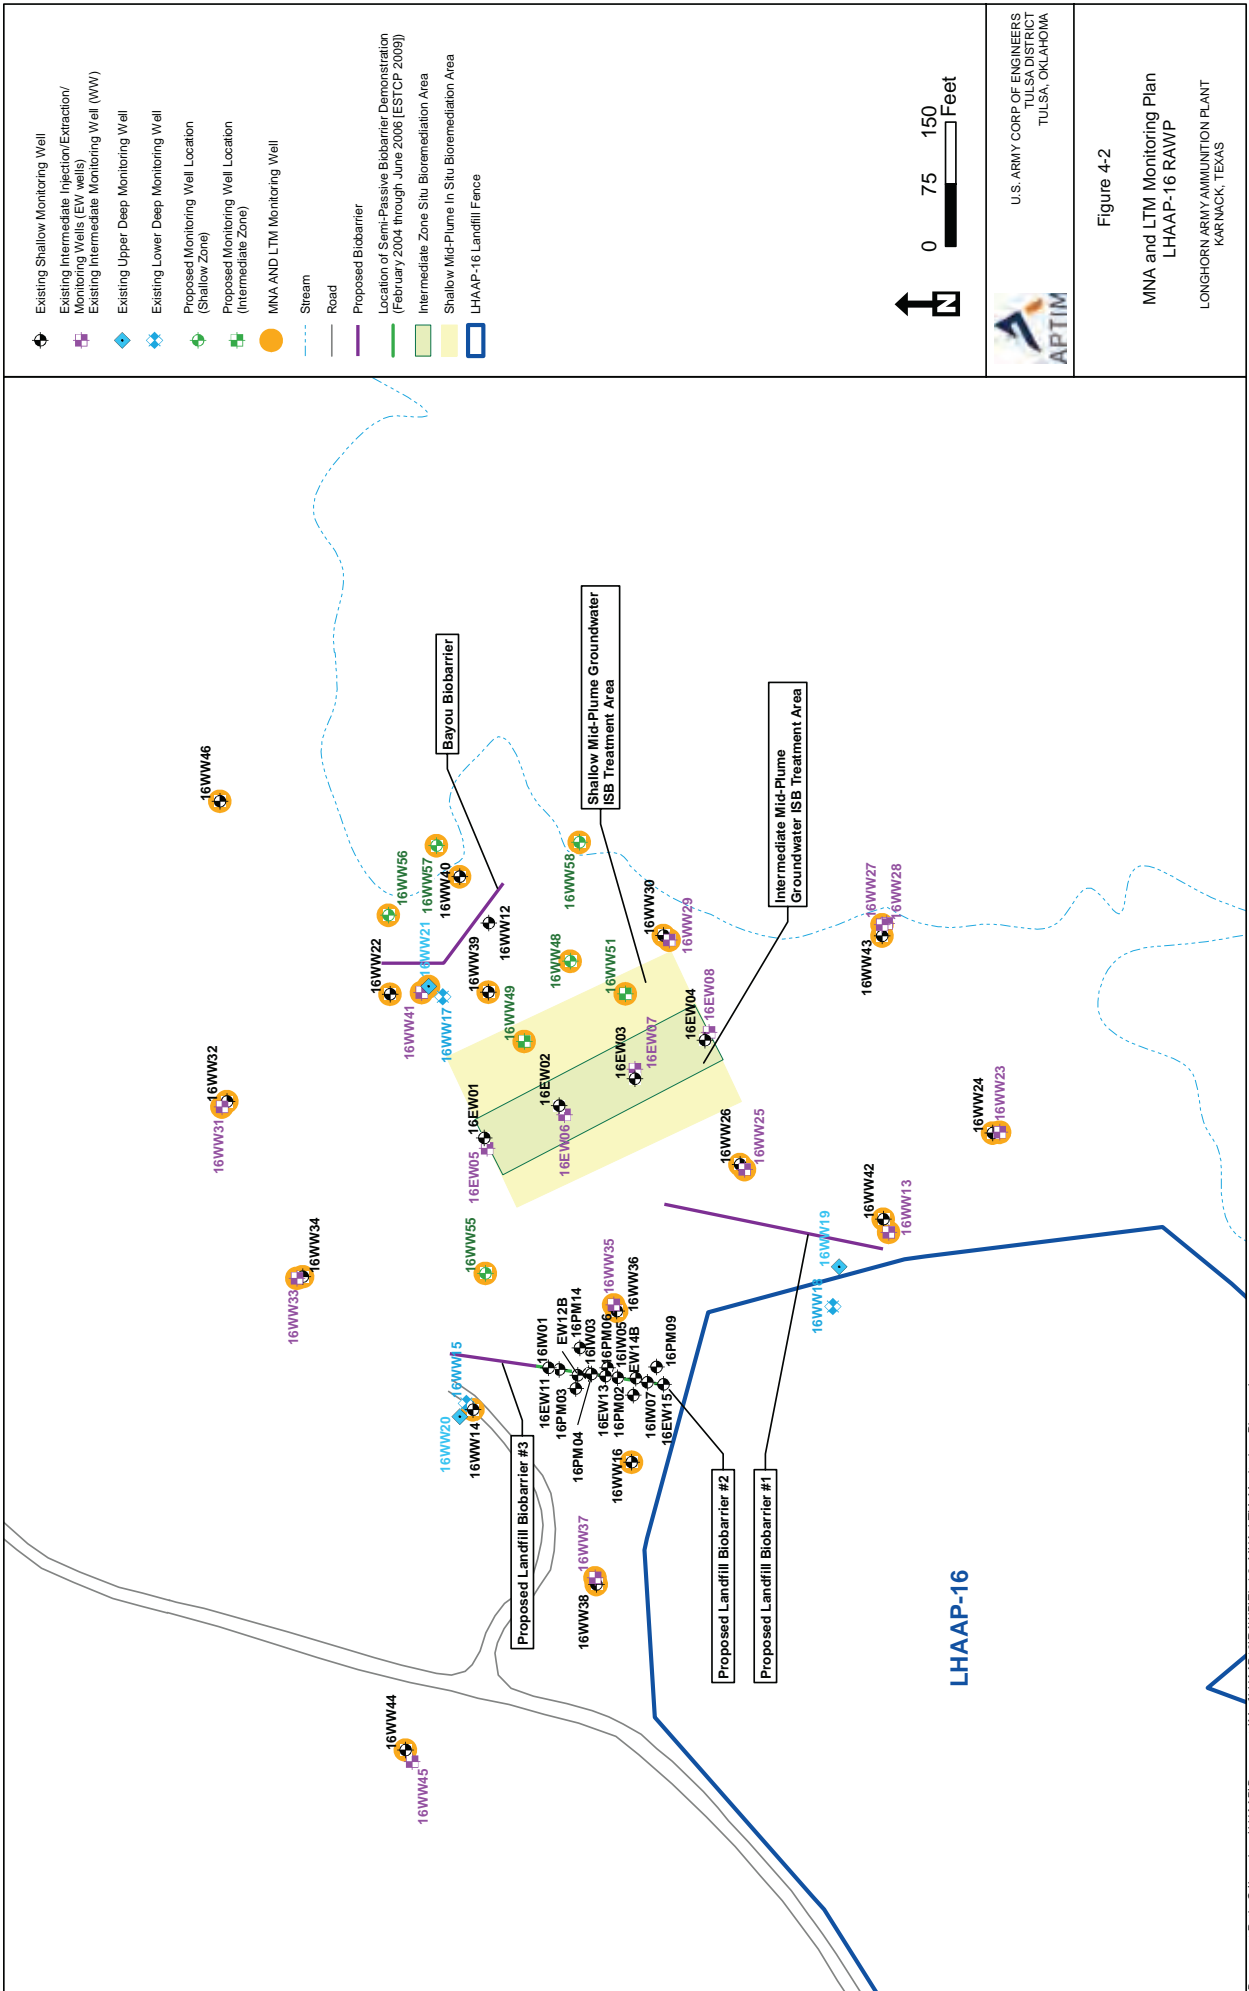 Existing Shallow Monitoring Well
Existing Intermediate Injection/Extraction/
Monitoring Wells (EW wells)
Existing Intermediate Monitoring Well (WW)
Existing Upper Deep Monitoring Well
Existing Lower Deep Monitoring Well
Proposed Monitoring Well Location
(Shallow Zone)
Proposed Monitoring Well Location
(Intermediate Zone)
MNA AND LTM Monitoring Well
Stream
Road
Proposed Biobarrier
Location of Semi-Passive Biobarrier Demonstration
(February 2004 through June 2006 [ESTCP 2009])
Intermediate Zone Situ Bioremediation Area
Shallow Mid-Plume In Situ Bioremediation Area
LHAAP-16 Landfill Fence
0 75 150
Feet
N
APTIM
U.S. ARMY CORP OF ENGINEERS
TULSA DISTRICT
TULSA, OKLAHOMA
Figure 4-2
MNA and LTM Monitoring Plan
LHAAP-16 RAWP
LONGHORN ARMY AMMUNITION PLANT
KARNACK, TEXAS
16WW46
16WW32
16WW31
16WW34
16WW33
16WW56
16WW57
16WW40
16WW22
16WW21
16WW41
16WW17
16WW39
16WW12
Bayou Biobarrier
16WW44
16WW45
16WW20
16WW15
16WW14
16WW55
16EW01
16EW05
16WW49
16WW48
16WW58
16EW02
16EW06
16WW51
Shallow Mid-Plume Groundwater
ISB Treatment Area
16EW03
16EW07
16WW30
16WW29
16EW04
16EW08
Intermediate Mid-Plume
Groundwater ISB Treatment Area
16IW01
16EW11
EW12B
16PM03
16PM14
16PM04
16IW03
16EW13
16PM06
16PM02
16IW05
EW14B
16IW07
16EW15
16PM09
16WW35
16WW36
16WW16
16WW37
16WW38
Proposed Landfill Biobarrier #3
Proposed Landfill Biobarrier #2
Proposed Landfill Biobarrier #1
16WW26
16WW25
16WW19
16WW18
16WW42
16WW13
16WW43
16WW27
16WW28
16WW24
16WW23
LHAAP-16